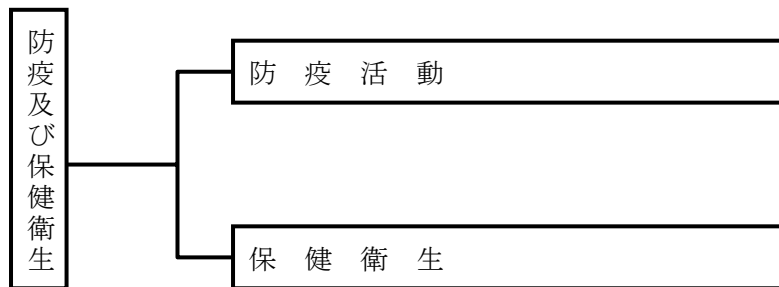 防疫及び保健衛生
防 疫 活 動
保 健 衛 生